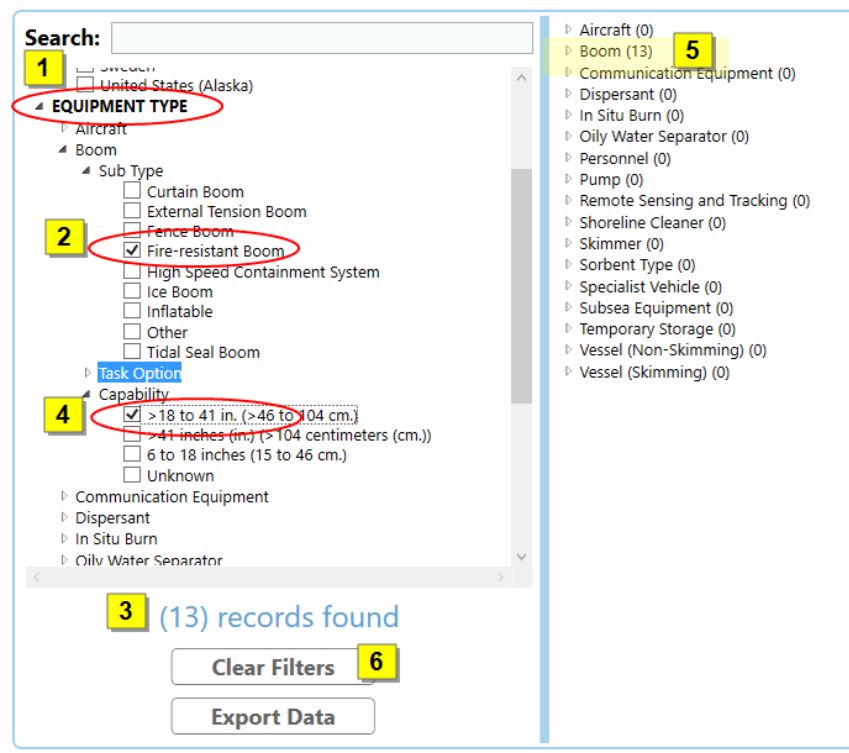 Search:
1
Sweden
United States (Alaska)
EQUIPMENT TYPE
Aircraft
Boom
Sub Type
Curtain Boom
External Tension Boom
Fence Boom
2
Fire-resistant Boom
High Speed Containment System
Ice Boom
Inflatable
Other
Tidal Seal Boom
Task Option
Capability
4
>18 to 41 in. (>46 to 104 cm.)
>41 inches (in.) (>104 centimeters (cm.))
6 to 18 inches (15 to 46 cm.)
Unknown
Communication Equipment
Dispersant
In Situ Burn
Oily Water Separator
3
(13) records found
Clear Filters
6
Export Data
Aircraft (0)
Boom (13)
5
Communication Equipment (0)
Dispersant (0)
In Situ Burn (0)
Oily Water Separator (0)
Personnel (0)
Pump (0)
Remote Sensing and Tracking (0)
Shoreline Cleaner (0)
Skimmer (0)
Sorbent Type (0)
Specialist Vehicle (0)
Subsea Equipment (0)
Temporary Storage (0)
Vessel (Non-Skimming) (0)
Vessel (Skimming) (0)